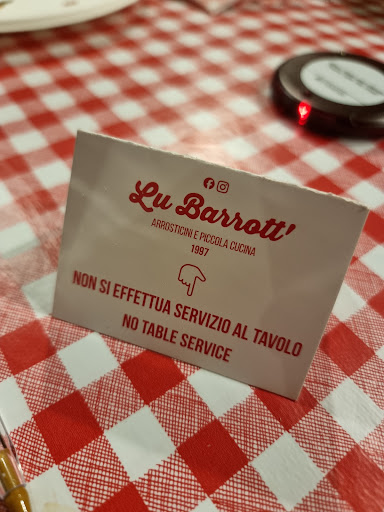 Lu Barrott'
ARROSTICINI E PICCOLA CUCINA
1997
NON SI EFFETTUA SERVIZIO AL TAVOLO
NO TABLE SERVICE